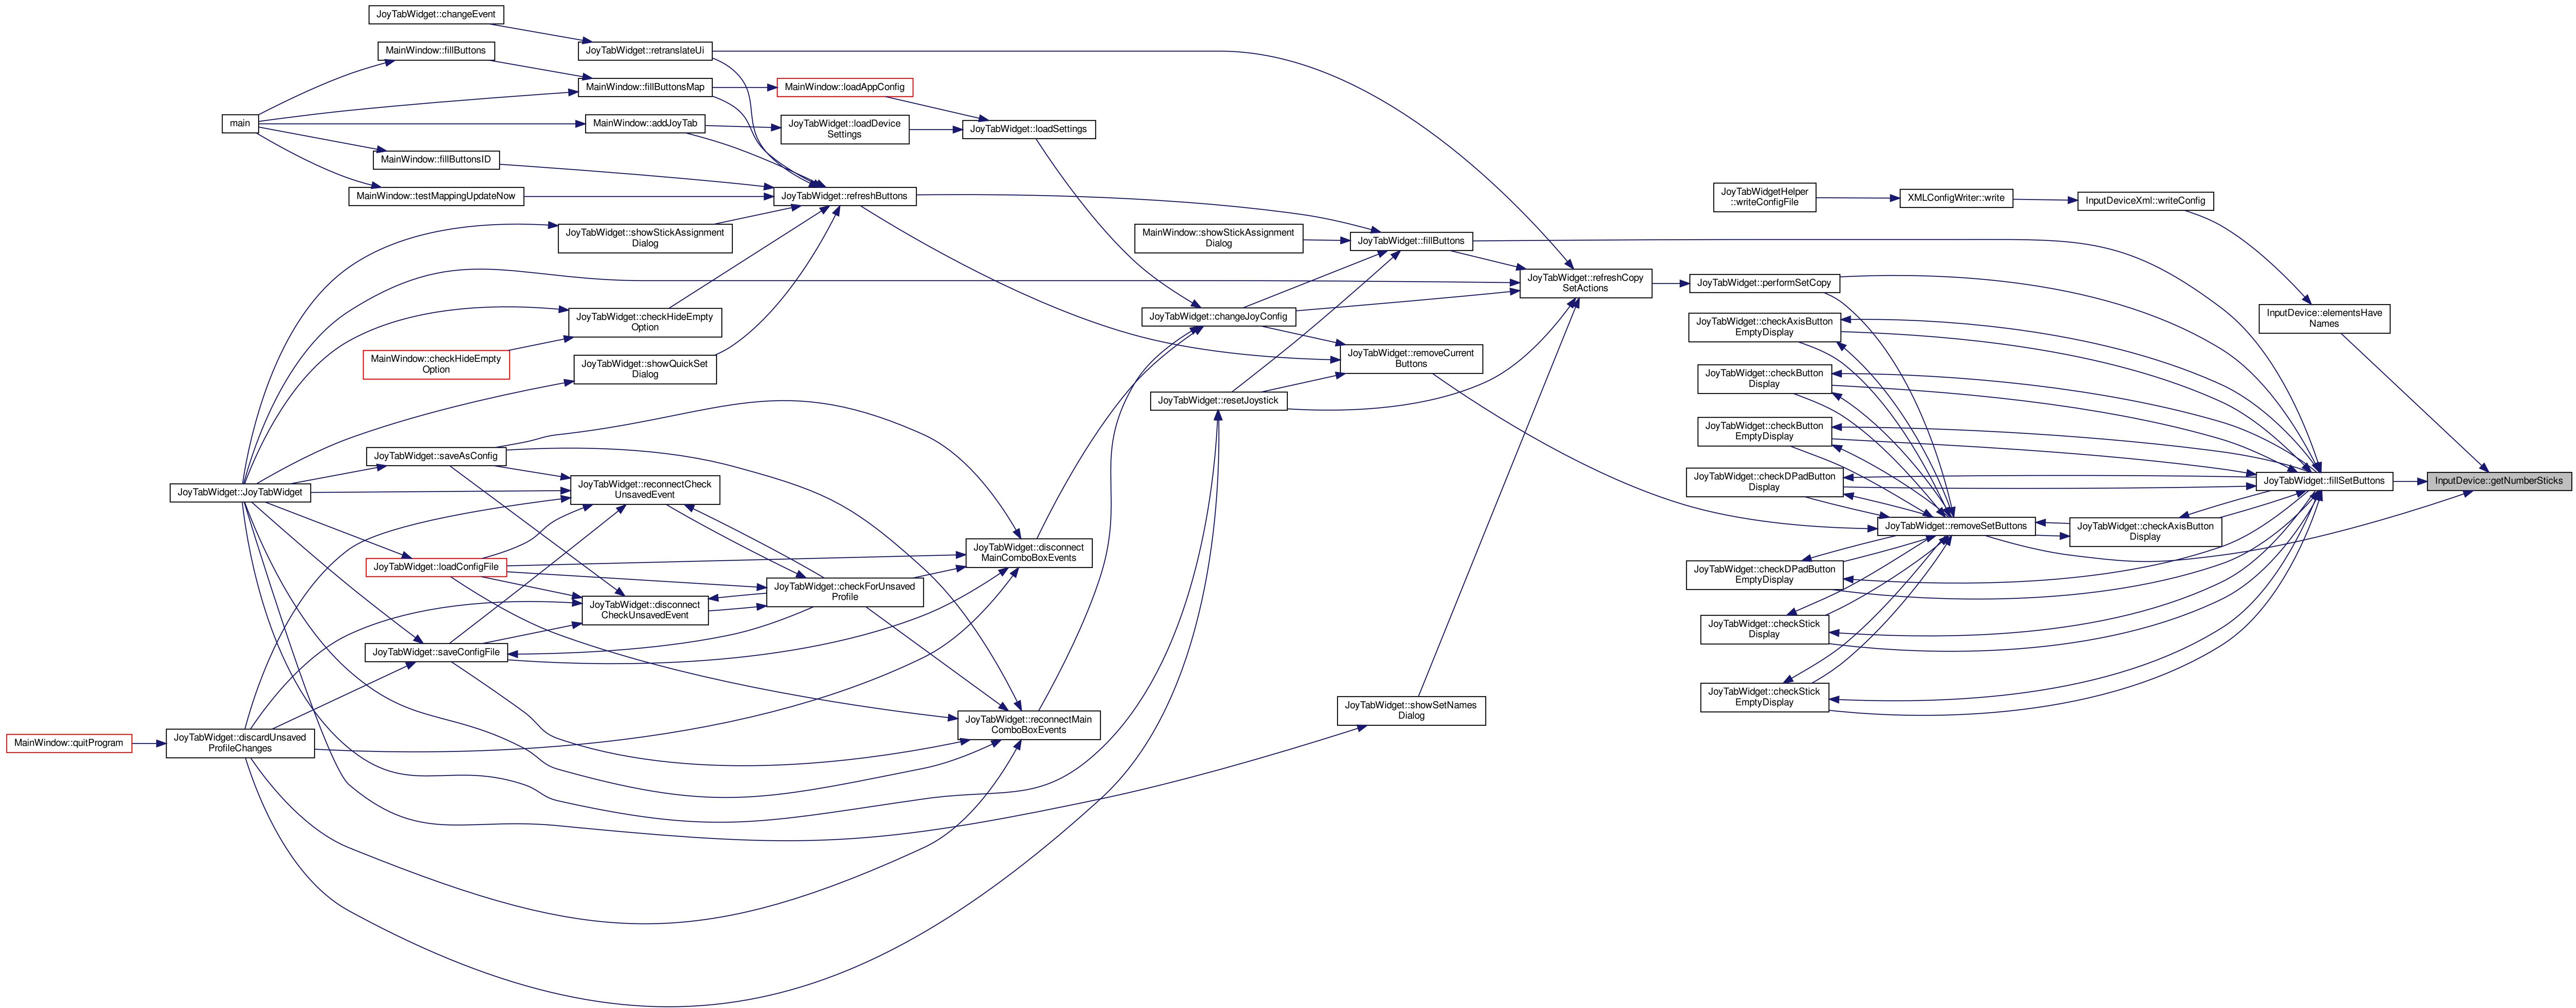 JoyTabWidget::changeEvent
MainWindow::fillButtons
JoyTabWidget::retranslateUi
MainWindow::fillButtonsMap
MainWindow::loadAppConfig
main
MainWindow::addJoyTab
JoyTabWidget::loadDevice
Settings
JoyTabWidget::loadSettings
MainWindow::fillButtonsID
MainWindow::testMappingUpdateNow
JoyTabWidget::refreshButtons
JoyTabWidgetHelper
::writeConfigFile
XMLConfigWriter::write
InputDeviceXml::writeConfig
JoyTabWidget::showStickAssignment
Dialog
MainWindow::showStickAssignment
Dialog
JoyTabWidget::fillButtons
JoyTabWidget::refreshCopy
SetActions
JoyTabWidget::performSetCopy
JoyTabWidget::checkHideEmpty
Option
JoyTabWidget::changeJoyConfig
JoyTabWidget::checkAxisButton
EmptyDisplay
InputDevice::elementsHave
Names
MainWindow::checkHideEmpty
Option
JoyTabWidget::showQuickSet
Dialog
JoyTabWidget::removeCurrent
Buttons
JoyTabWidget::checkButton
Display
JoyTabWidget::resetJoystick
JoyTabWidget::checkButton
EmptyDisplay
JoyTabWidget::saveAsConfig
JoyTabWidget::JoyTabWidget
JoyTabWidget::reconnectCheck
UnsavedEvent
JoyTabWidget::checkDPadButton
Display
JoyTabWidget::fillSetButtons
InputDevice::getNumberSticks
JoyTabWidget::removeSetButtons
JoyTabWidget::checkAxisButton
Display
JoyTabWidget::disconnect
MainComboBoxEvents
JoyTabWidget::loadConfigFile
JoyTabWidget::checkForUnsaved
Profile
JoyTabWidget::checkDPadButton
EmptyDisplay
JoyTabWidget::disconnect
CheckUnsavedEvent
JoyTabWidget::checkStick
Display
JoyTabWidget::saveConfigFile
JoyTabWidget::checkStick
EmptyDisplay
JoyTabWidget::showSetNames
Dialog
JoyTabWidget::reconnectMain
ComboBoxEvents
MainWindow::quitProgram
JoyTabWidget::discardUnsaved
ProfileChanges